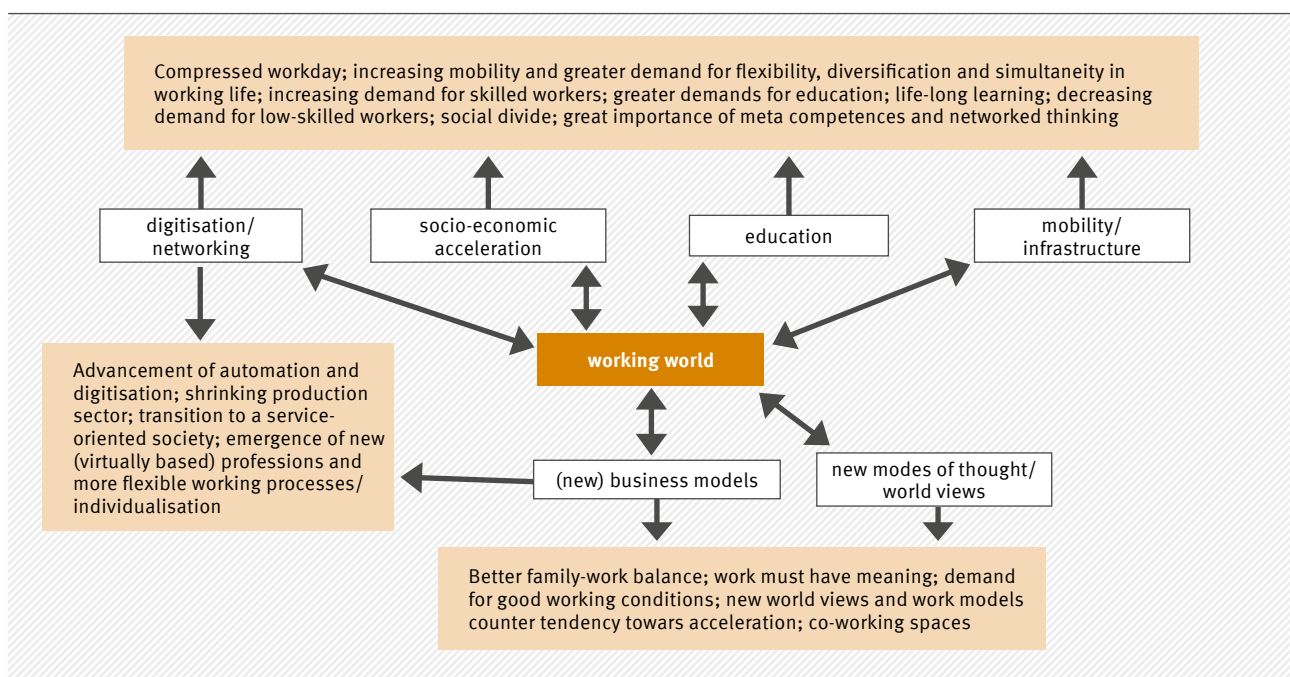 Compressed workday; increasing mobility and greater demand for flexibility, diversification and simultaneity in
working life; increasing demand for skilled workers; greater demands for education; life-long learning; decreasing
demand for low-skilled workers; social divide; great importance of meta competences and networked thinking
digitisation/
networking
socio-economic
acceleration
education
mobility/
infrastructure
working world
Advancement of automation and
digitisation; shrinking production
sector; transition to a service-
oriented society; emergence of new
(virtually based) professions and
more flexible working processes/
individualisation
(new) business models
new modes of thought/
world views
Better family-work balance; work must have meaning; demand
for good working conditions; new world views and work models
counter tendency towars acceleration; co-working spaces